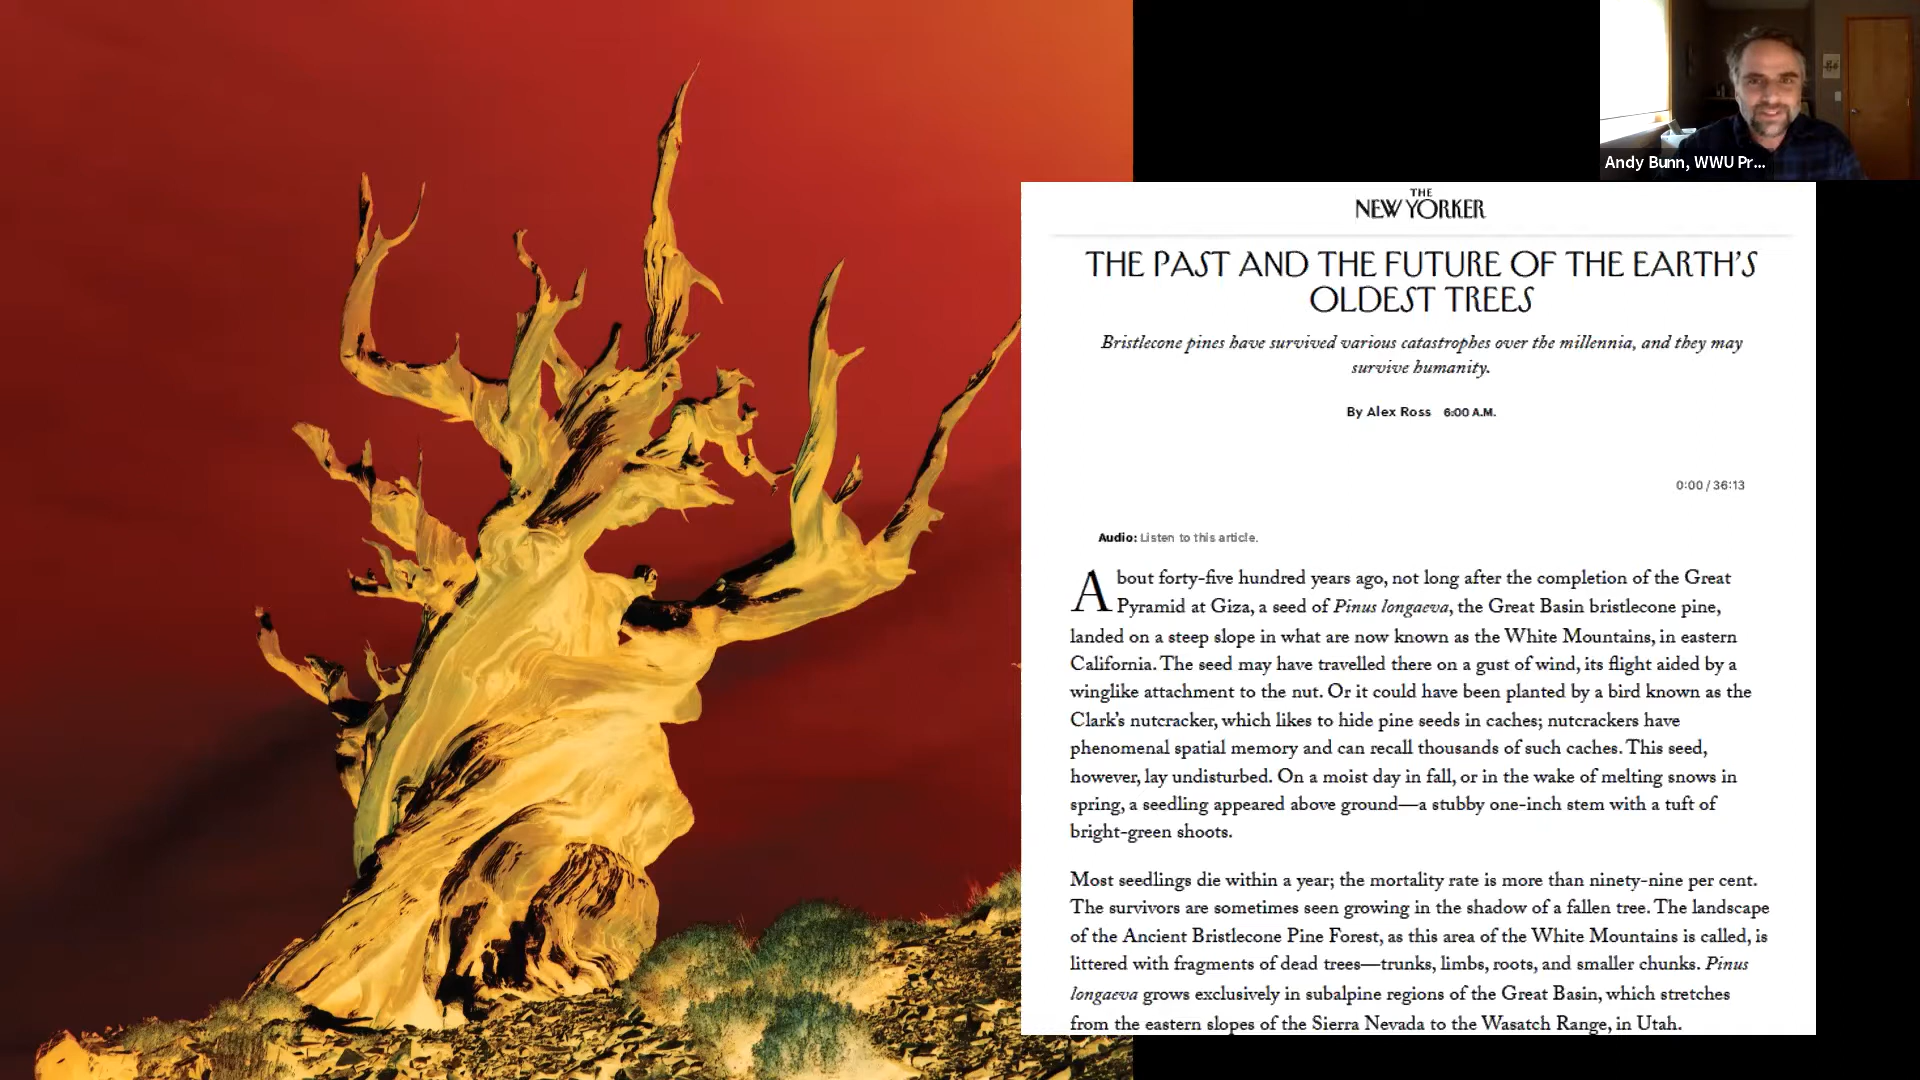 Andy Bunn, WWU Pr...
THE
NEW YORKER
THE PAST AND THE FUTURE OF THE EARTH'S
OLDEST TREES
Bristlecone pines have survived various catastrophes over the millennia, and they may
survive humanity.
By Alex Ross 6:00 A.M.
0:00 / 36:13
Audio: Listen to this article.
About forty-five hundred years ago, not long after the completion of the Great
Pyramid at Giza, a seed of Pinus longaeva, the Great Basin bristlecone pine,
landed on a steep slope in what are now known as the White Mountains, in eastern
California. The seed may have travelled there on a gust of wind, its flight aided by a
winglike attachment to the nut. Or it could have been planted by a bird known as the
Clark's nutcracker, which likes to hide pine seeds in caches; nutcrackers have
phenomenal spatial memory and can recall thousands of such caches. This seed,
however, lay undisturbed. On a moist day in fall, or in the wake of melting snows in
spring, a seedling appeared above ground—a stubby one-inch stem with a tuft of
bright-green shoots.
Most seedlings die within a year; the mortality rate is more than ninety-nine per cent.
The survivors are sometimes seen growing in the shadow of a fallen tree. The landscape
of the Ancient Bristlecone Pine Forest, as this area of the White Mountains is called, is
littered with fragments of dead trees—trunks, limbs, roots, and smaller chunks. Pinus
longaeva grows exclusively in subalpine regions of the Great Basin, which stretches
from the eastern slopes of the Sierra Nevada to the Wasatch Range, in Utah.